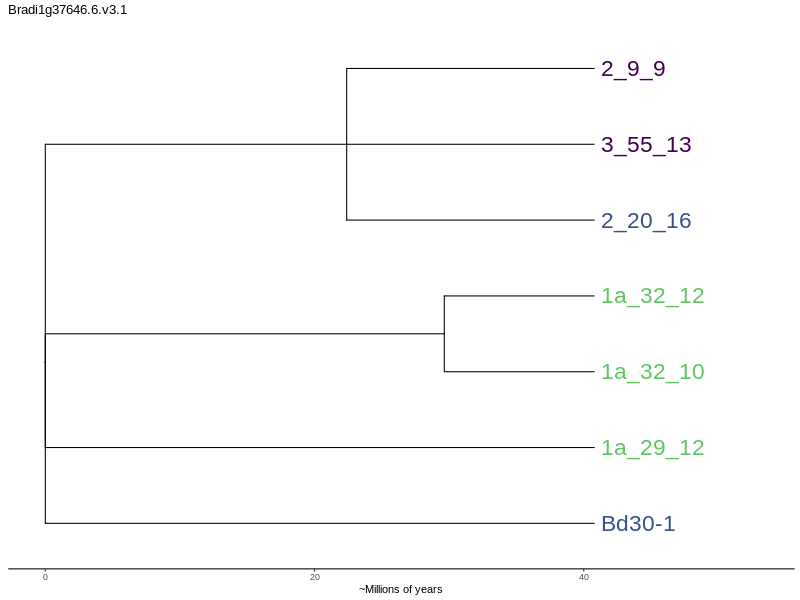 Bradi1g37646.6.v3.1
2_9_9
3_55_13
2_20_16
1a_32_12
1a_32_10
1a_29_12
Bd30-1
0 20 40
~Millions of years